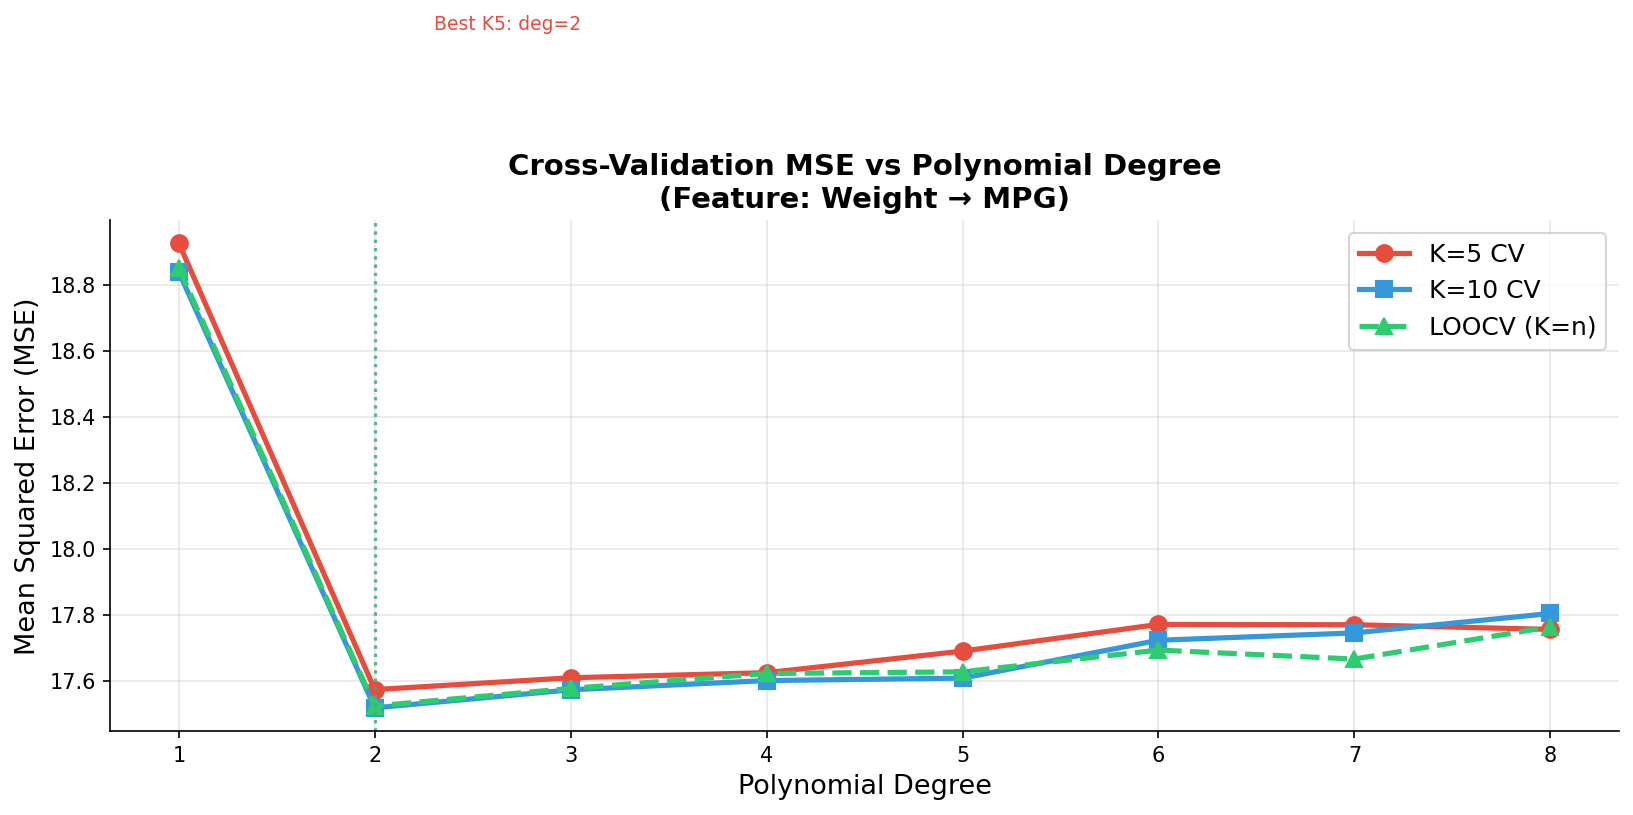 Best K5: deg=2
Cross-Validation MSE vs Polynomial Degree
(Feature: Weight → MPG)
K=5 CV
K=10 CV
LOOCV (K=n)
Mean Squared Error (MSE)
18.8
18.6
18.4
18.2
18.0
17.8
17.6
1 2 3 4 5 6 7 8
Polynomial Degree